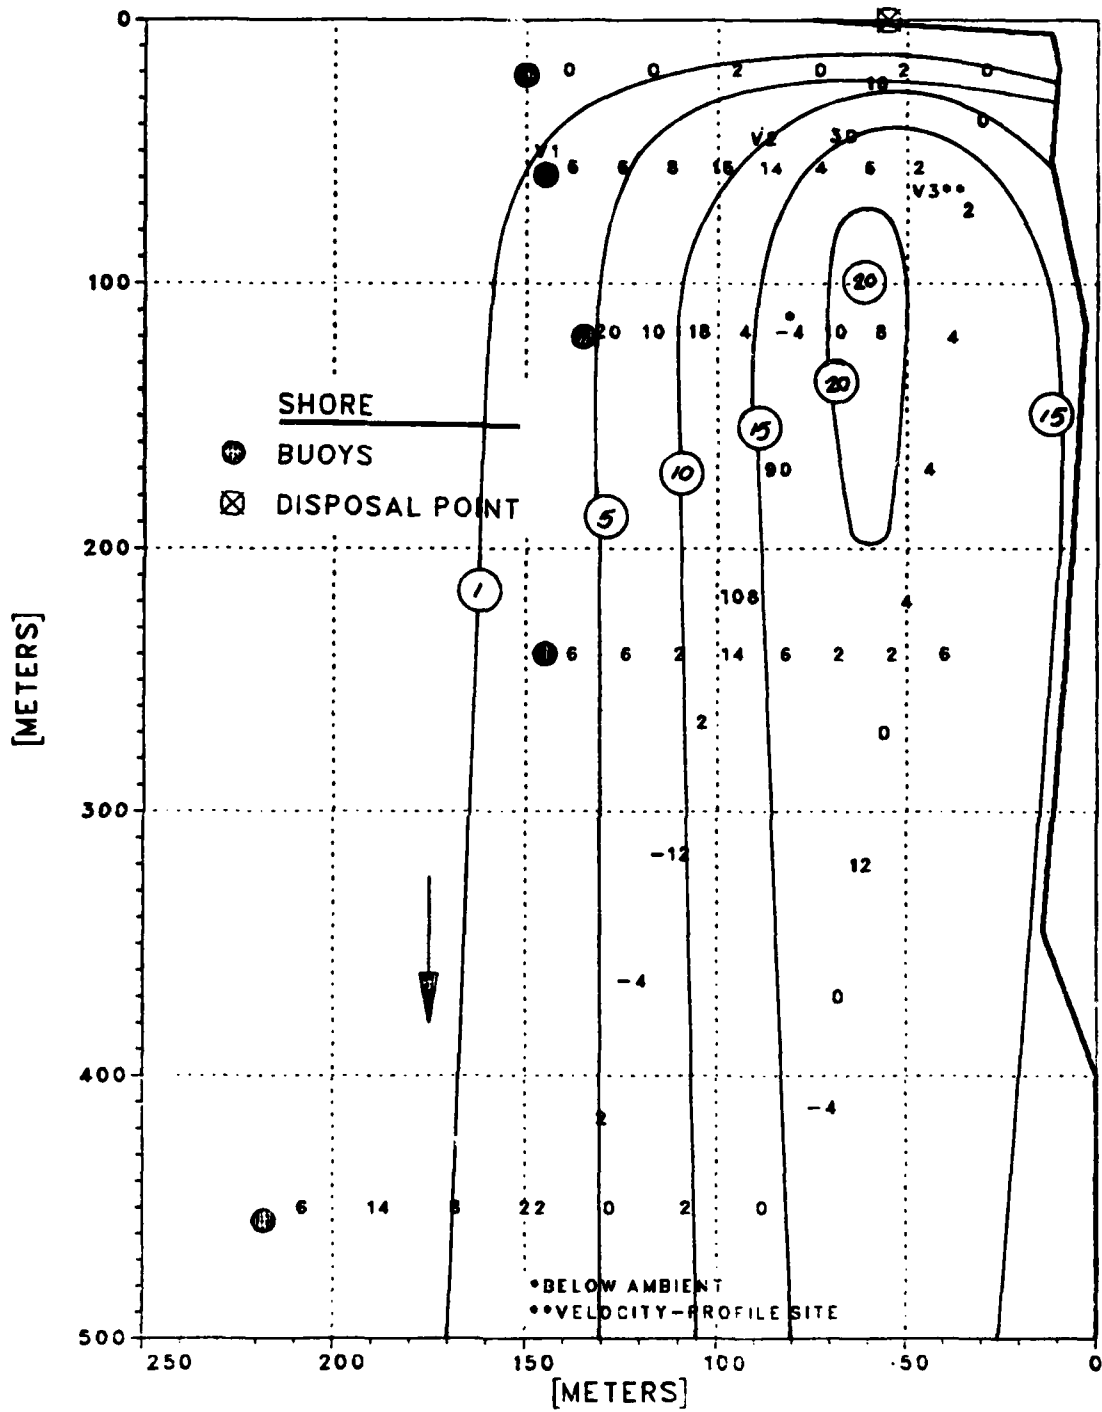 0
0 0 2 0 2 0
18
0
V1 V2 30
6 6 8 16 14 4 6 2
V3**
2
100
20
*
20 10 18 4 -4 0 8 4
20
SHORE
15
15
BUOYS
10
90 4
DISPOSAL POINT
5
200
1
108 4
6 6 2 14 6 2 2 6
[METERS]
2
0
300
-12 12
-4
0
400
-4
2
6 14 8 22 0 2 0
*BELOW AMBIENT
**VELOCITY-PROFILE SITE
500
250 200 150 100 50 0
[METERS]